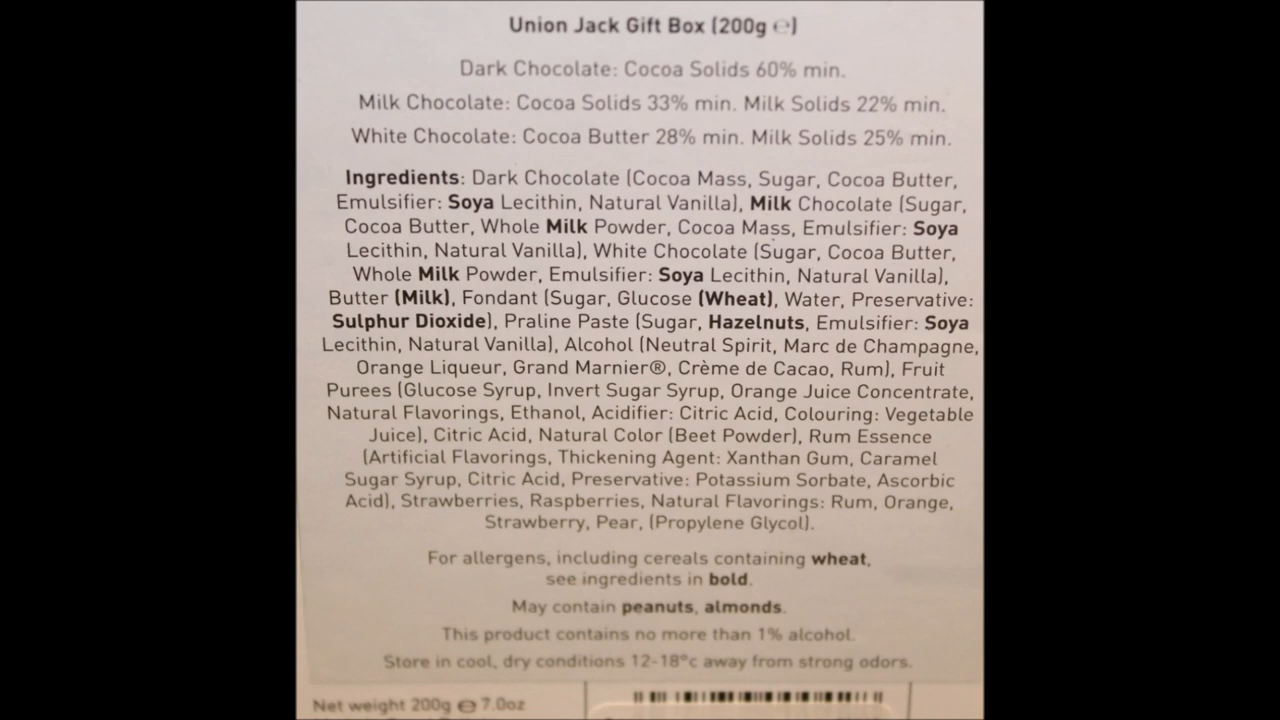 Union Jack Gift Box (200g ℮)
Dark Chocolate: Cocoa Solids 60% min.
Milk Chocolate: Cocoa Solids 33% min. Milk Solids 22% min.
White Chocolate: Cocoa Butter 28% min. Milk Solids 25% min.
Ingredients: Dark Chocolate (Cocoa Mass, Sugar, Cocoa Butter,
Emulsifier: Soya Lecithin, Natural Vanilla), Milk Chocolate (Sugar,
Cocoa Butter, Whole Milk Powder, Cocoa Mass, Emulsifier: Soya
Lecithin, Natural Vanilla), White Chocolate (Sugar, Cocoa Butter,
Whole Milk Powder, Emulsifier: Soya Lecithin, Natural Vanilla),
Butter (Milk), Fondant (Sugar, Glucose (Wheat), Water, Preservative:
Sulphur Dioxide), Praline Paste (Sugar, Hazelnuts, Emulsifier: Soya
Lecithin, Natural Vanilla), Alcohol (Neutral Spirit, Marc de Champagne,
Orange Liqueur, Grand Marnier®, Crème de Cacao, Rum), Fruit
Purees (Glucose Syrup, Invert Sugar Syrup, Orange Juice Concentrate,
Natural Flavorings, Ethanol, Acidifier: Citric Acid, Colouring: Vegetable
Juice), Citric Acid, Natural Color (Beet Powder), Rum Essence
(Artificial Flavorings, Thickening Agent: Xanthan Gum, Caramel
Sugar Syrup, Citric Acid, Preservative: Potassium Sorbate, Ascorbic
Acid), Strawberries, Raspberries, Natural Flavorings: Rum, Orange,
Strawberry, Pear, (Propylene Glycol).
For allergens, including cereals containing wheat,
see ingredients in bold.
May contain peanuts, almonds.
This product contains no more than 1% alcohol.
Store in cool, dry conditions 12-18°c away from strong odors.
Net weight 200g ℮ 7.0oz